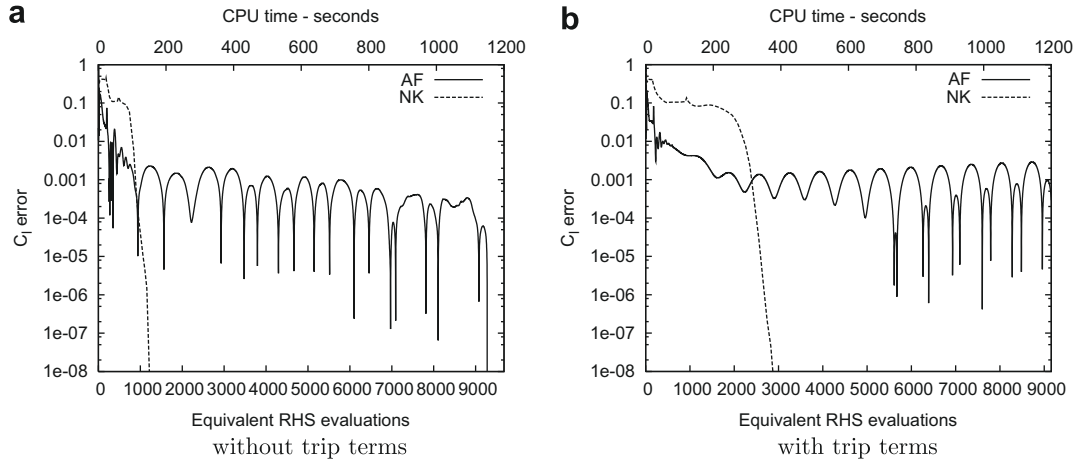 a
CPU time - seconds
0 200 400 600 800 1000 1200
1
0.1
0.01
0.001
1e-04
1e-05
1e-06
1e-07
1e-08
C_l error
AF
NK
0 1000 2000 3000 4000 5000 6000 7000 8000 9000
Equivalent RHS evaluations
without trip terms
b
CPU time - seconds
0 200 400 600 800 1000 1200
1
0.1
0.01
0.001
1e-04
1e-05
1e-06
1e-07
1e-08
C_l error
AF
NK
0 1000 2000 3000 4000 5000 6000 7000 8000 9000
Equivalent RHS evaluations
with trip terms